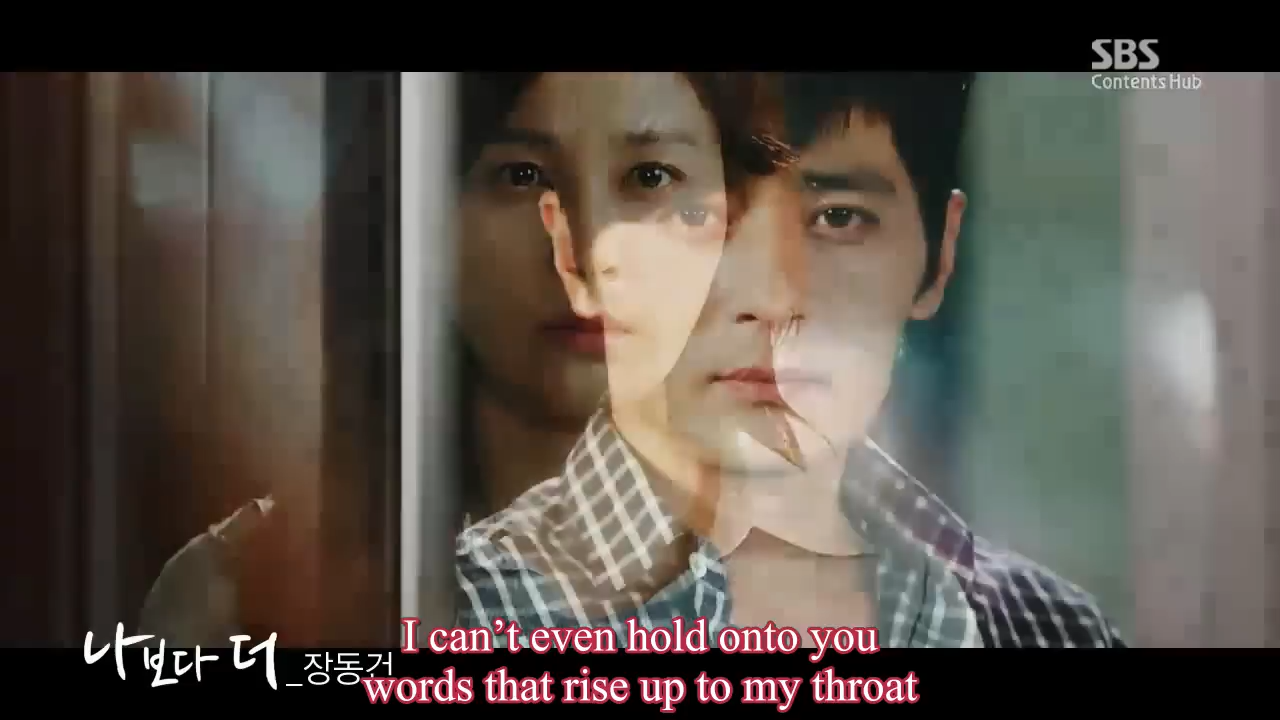 SBS
Contents Hub
나보다 더 _장동건
I can't even hold onto you
words that rise up to my throat